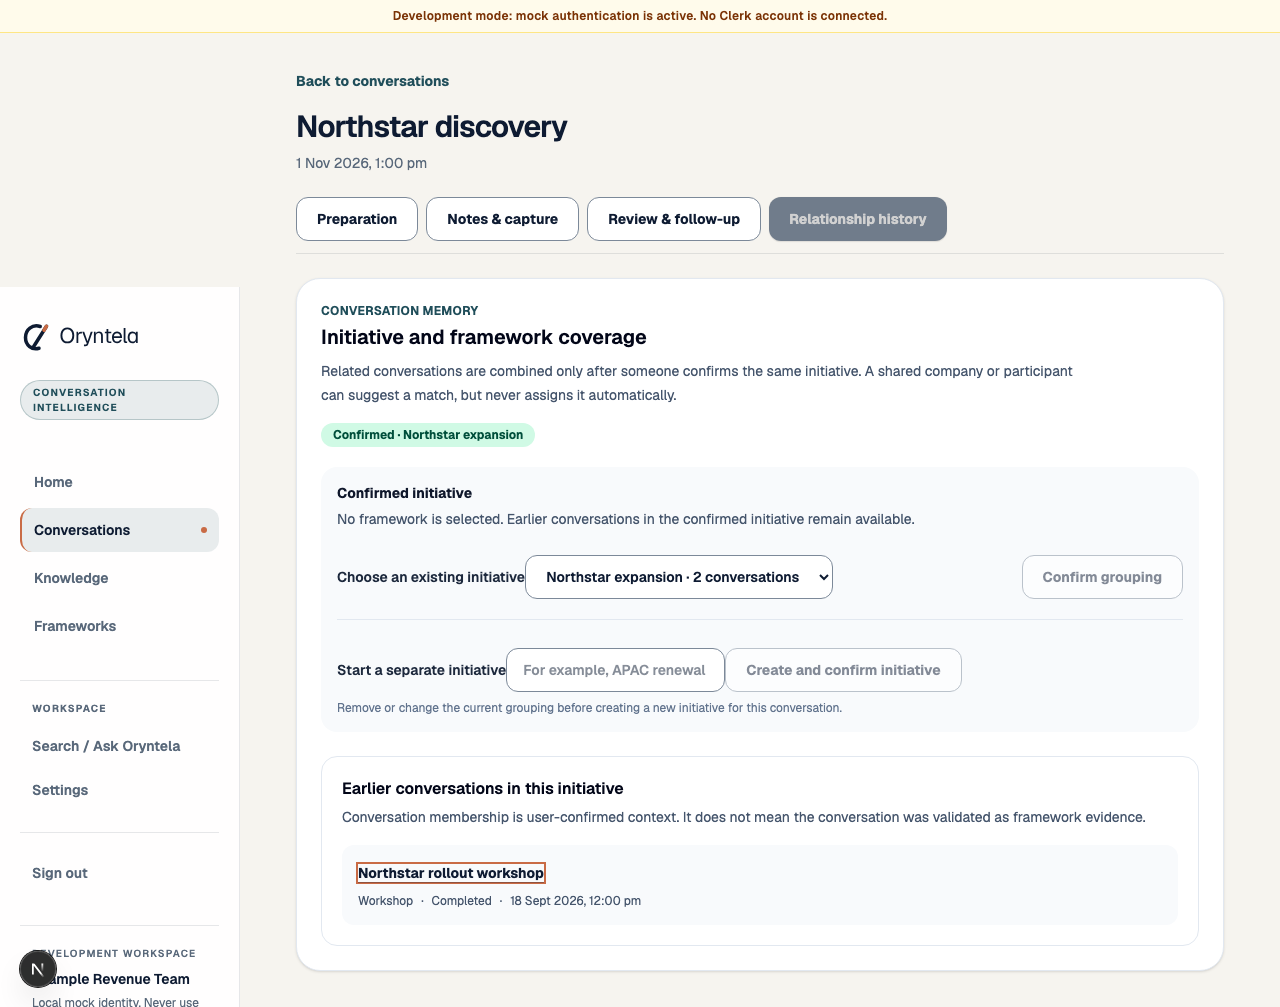 Development mode: mock authentication is active. No Clerk account is connected.
Back to conversations
Northstar discovery
1 Nov 2026, 1:00 pm
Preparation
Notes & capture
Review & follow-up
Relationship history
Oryntela
CONVERSATION
INTELLIGENCE
Home
Conversations
Knowledge
Frameworks
WORKSPACE
Search / Ask Oryntela
Settings
Sign out
VELOPMENT WORKSPACE
ample Revenue Team
Local mock identity. Never use
N
CONVERSATION MEMORY
Initiative and framework coverage
Related conversations are combined only after someone confirms the same initiative. A shared company or participant
can suggest a match, but never assigns it automatically.
Confirmed · Northstar expansion
Confirmed initiative
No framework is selected. Earlier conversations in the confirmed initiative remain available.
Choose an existing initiative
Northstar expansion · 2 conversations
Confirm grouping
Start a separate initiative
For example, APAC renewal
Create and confirm initiative
Remove or change the current grouping before creating a new initiative for this conversation.
Earlier conversations in this initiative
Conversation membership is user-confirmed context. It does not mean the conversation was validated as framework evidence.
Northstar rollout workshop
Workshop · Completed · 18 Sept 2026, 12:00 pm